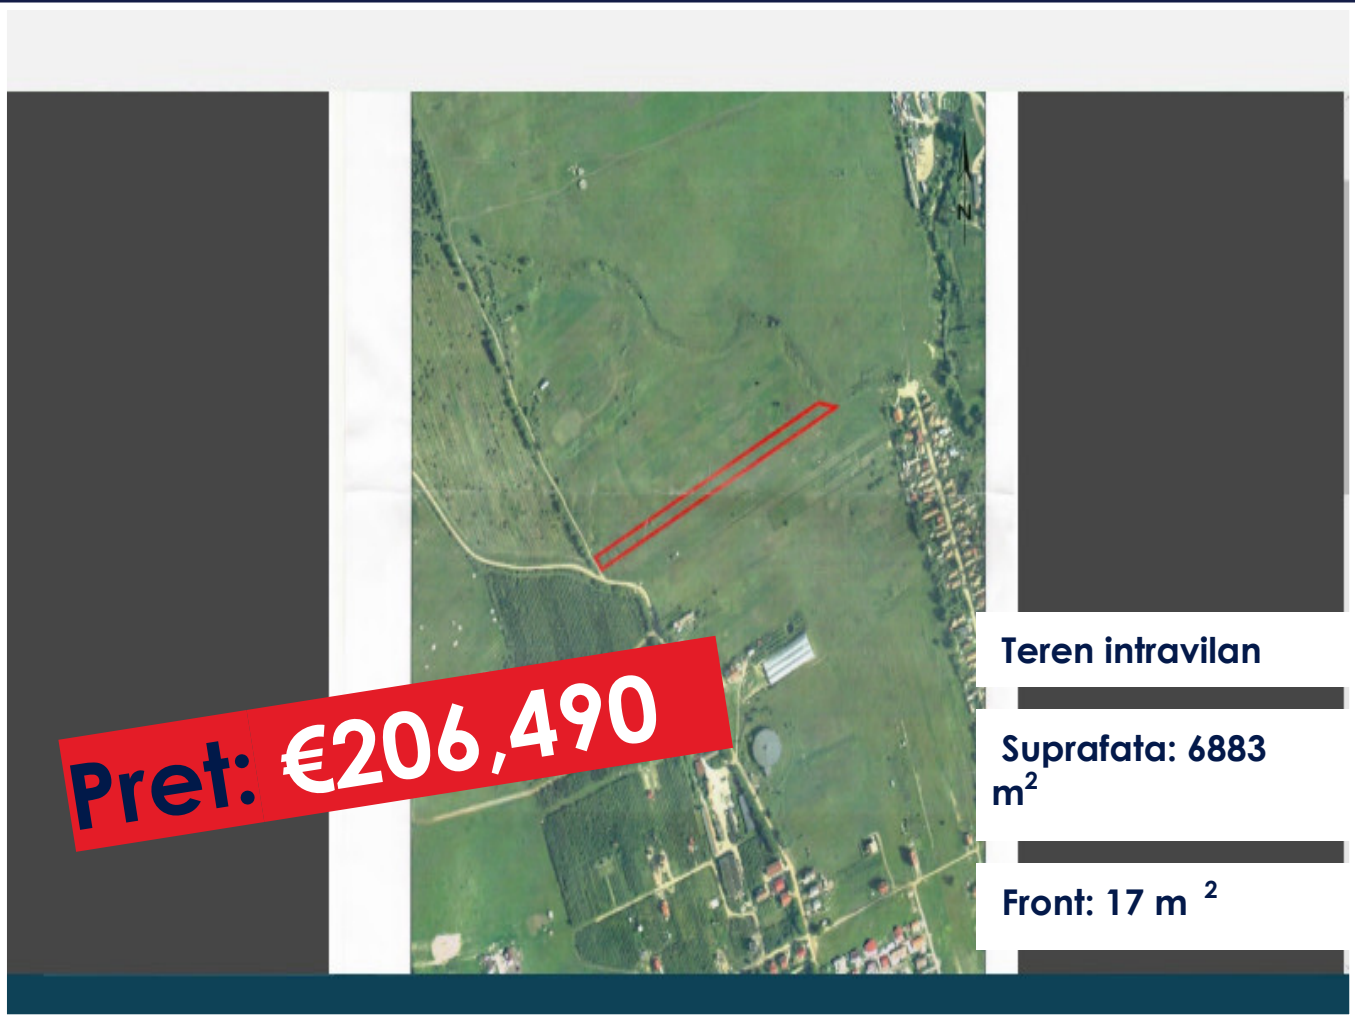 N
Teren intravilan
Pret: €206,490
Suprafata: 6883
m²
Front: 17 m ²